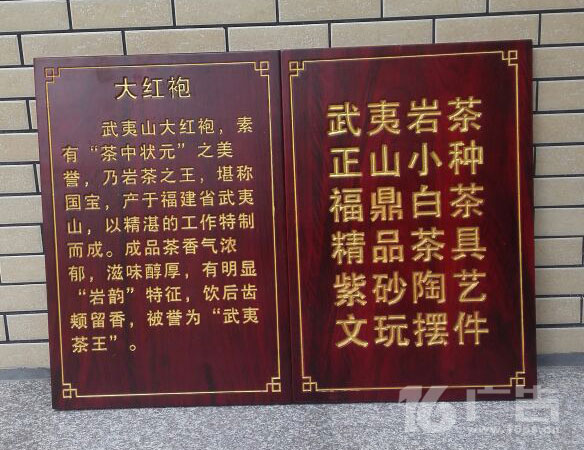 大红袍
武夷山大红袍，素
有“茶中状元”之美
誉，乃岩茶之王，堪称
国宝，产于福建省武夷
山，以精湛的工作特制
而成。成品茶香气浓
郁，滋味醇厚，有明显
“岩韵”特征，饮后齿
颊留香，被誉为“武夷
茶王”。
武夷岩茶
正山小种
福鼎白茶
精品茶具
紫砂陶艺
文玩摆件
16广告
www.1688.cn